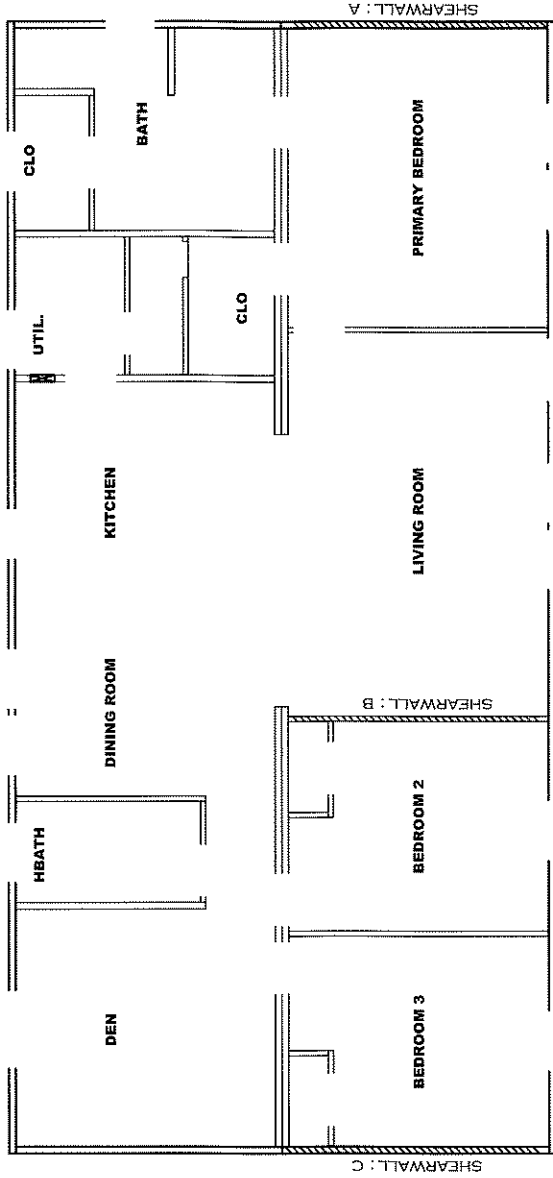 SHEARWALL : A
CLO
BATH
PRIMARY BEDROOM
UTIL.
CLO
KITCHEN
LIVING ROOM
DINING ROOM
SHEARWALL : B
HBATH
BEDROOM 2
DEN
BEDROOM 3
SHEARWALL : C